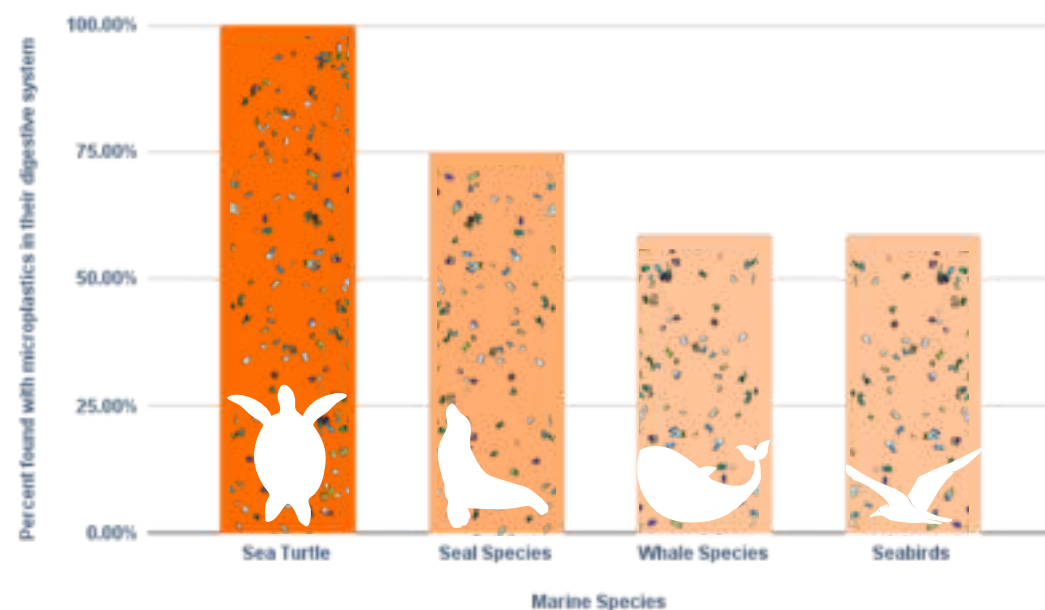 Percent found with microplastics in their digestive system
100.00%
75.00%
50.00%
25.00%
0.00%
Sea Turtle
Seal Species
Whale Species
Seabirds
Marine Species